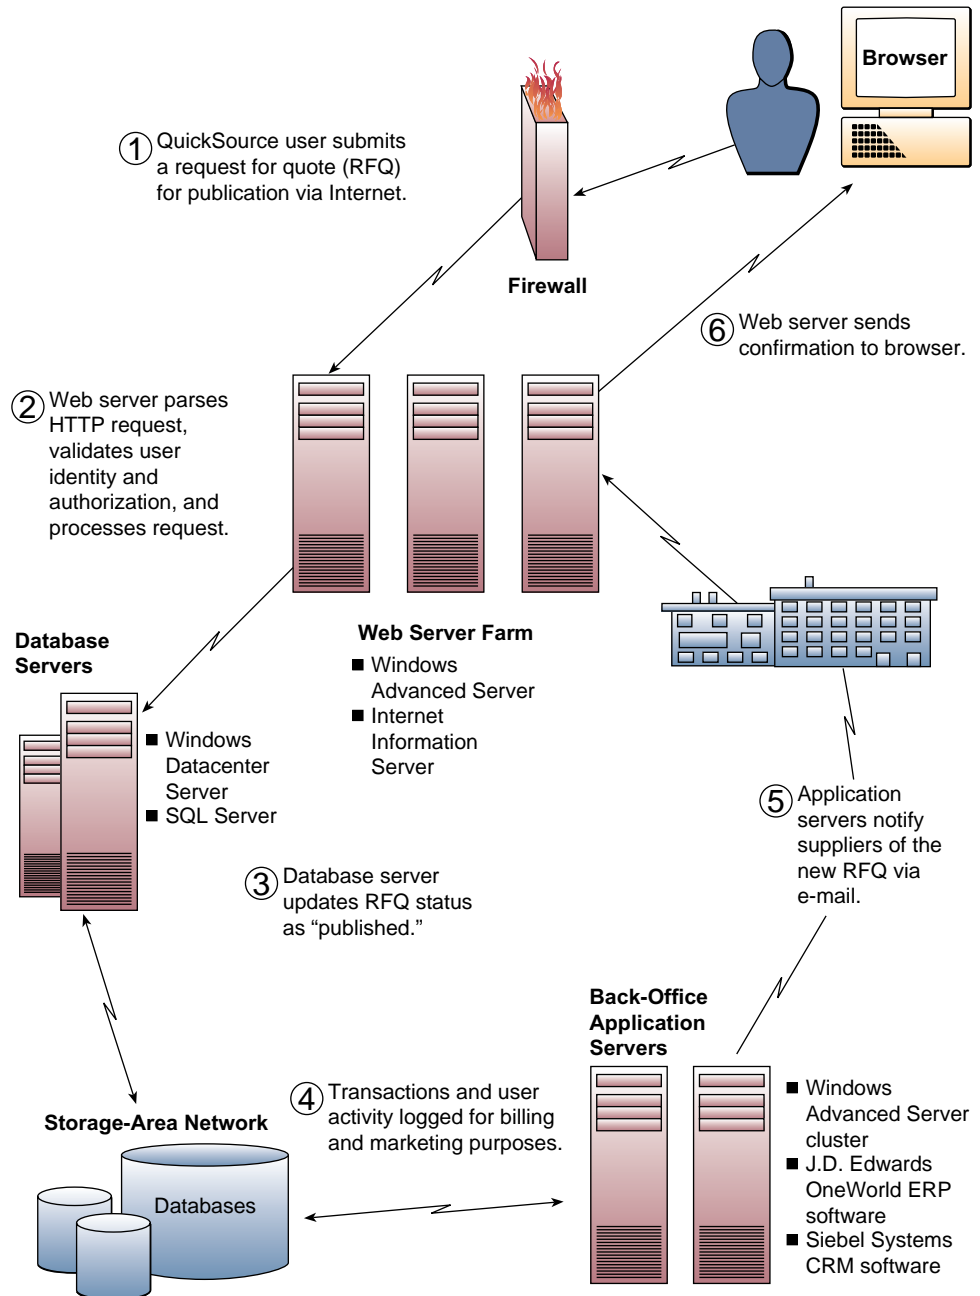 Browser
① QuickSource user submits
a request for quote (RFQ)
for publication via Internet.
Firewall
⑥ Web server sends
confirmation to browser.
② Web server parses
HTTP request,
validates user
identity and
authorization, and
processes request.
Web Server Farm
■ Windows
Advanced Server
■ Internet
Information
Server
Database
Servers
■ Windows
Datacenter
Server
■ SQL Server
③ Database server
updates RFQ status
as “published.”
⑤ Application
servers notify
suppliers of the
new RFQ via
e-mail.
Back-Office
Application
Servers
■ Windows
Advanced Server
cluster
■ J.D. Edwards
OneWorld ERP
software
■ Siebel Systems
CRM software
④ Transactions and user
activity logged for billing
and marketing purposes.
Storage-Area Network
Databases